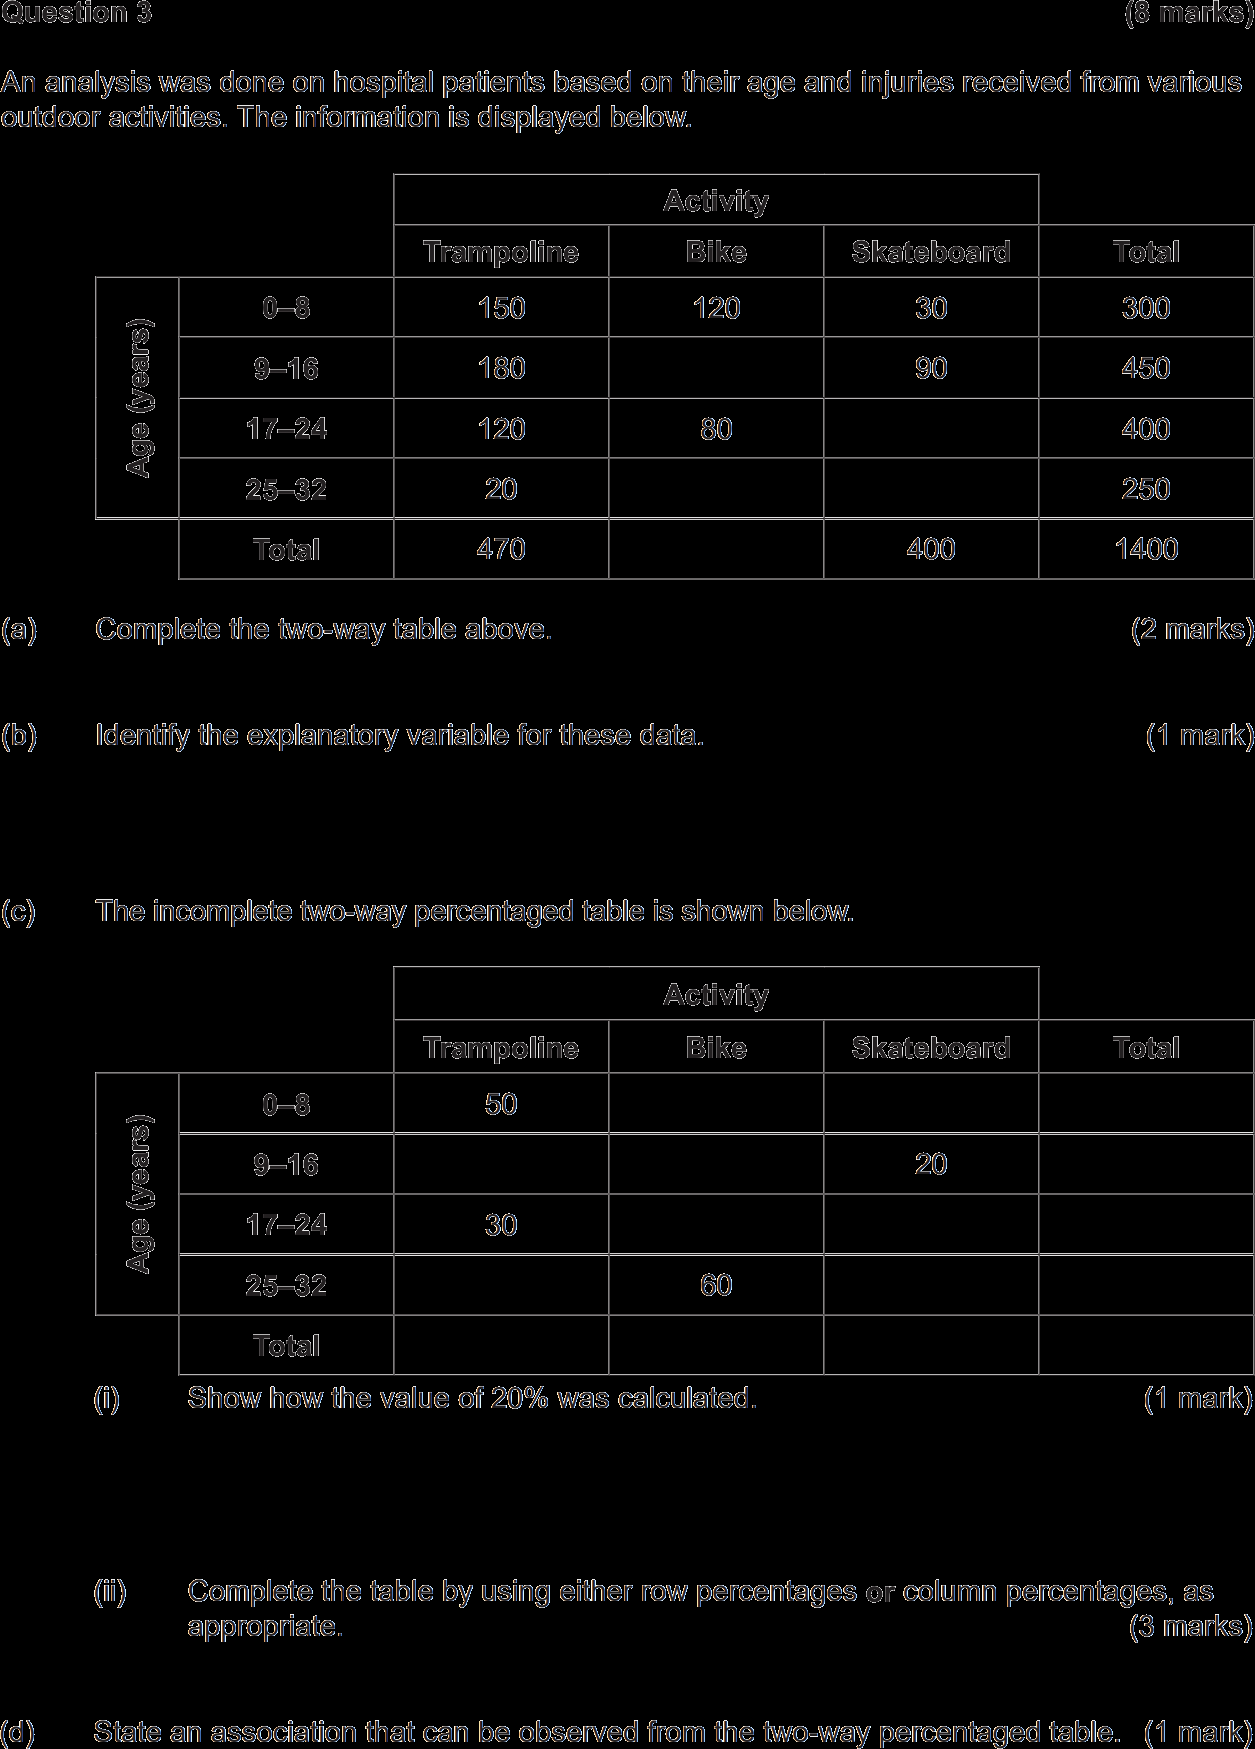 Question 3 (8 marks)
An analysis was done on hospital patients based on their age and injuries received from various
outdoor activities. The information is displayed below.
Activity
Trampoline Bike Skateboard Total
Age (years)
0–8 150 120 30 300
9–16 180 90 450
17–24 120 80 400
25–32 20 250
Total 470 400 1400
(a) Complete the two-way table above. (2 marks)
(b) Identify the explanatory variable for these data. (1 mark)
(c) The incomplete two-way percentaged table is shown below.
Activity
Trampoline Bike Skateboard Total
Age (years)
0–8 50
9–16 20
17–24 30
25–32 60
Total
(i) Show how the value of 20% was calculated. (1 mark)
(ii) Complete the table by using either row percentages or column percentages, as
appropriate. (3 marks)
(d) State an association that can be observed from the two-way percentaged table. (1 mark)